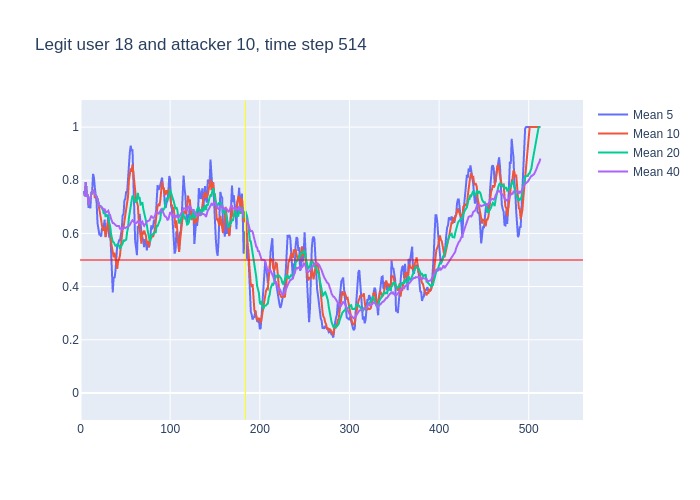 Legit user 18 and attacker 10, time step 514
Mean 5
Mean 10
Mean 20
Mean 40
1
0.8
0.6
0.4
0.2
0
0 100 200 300 400 500